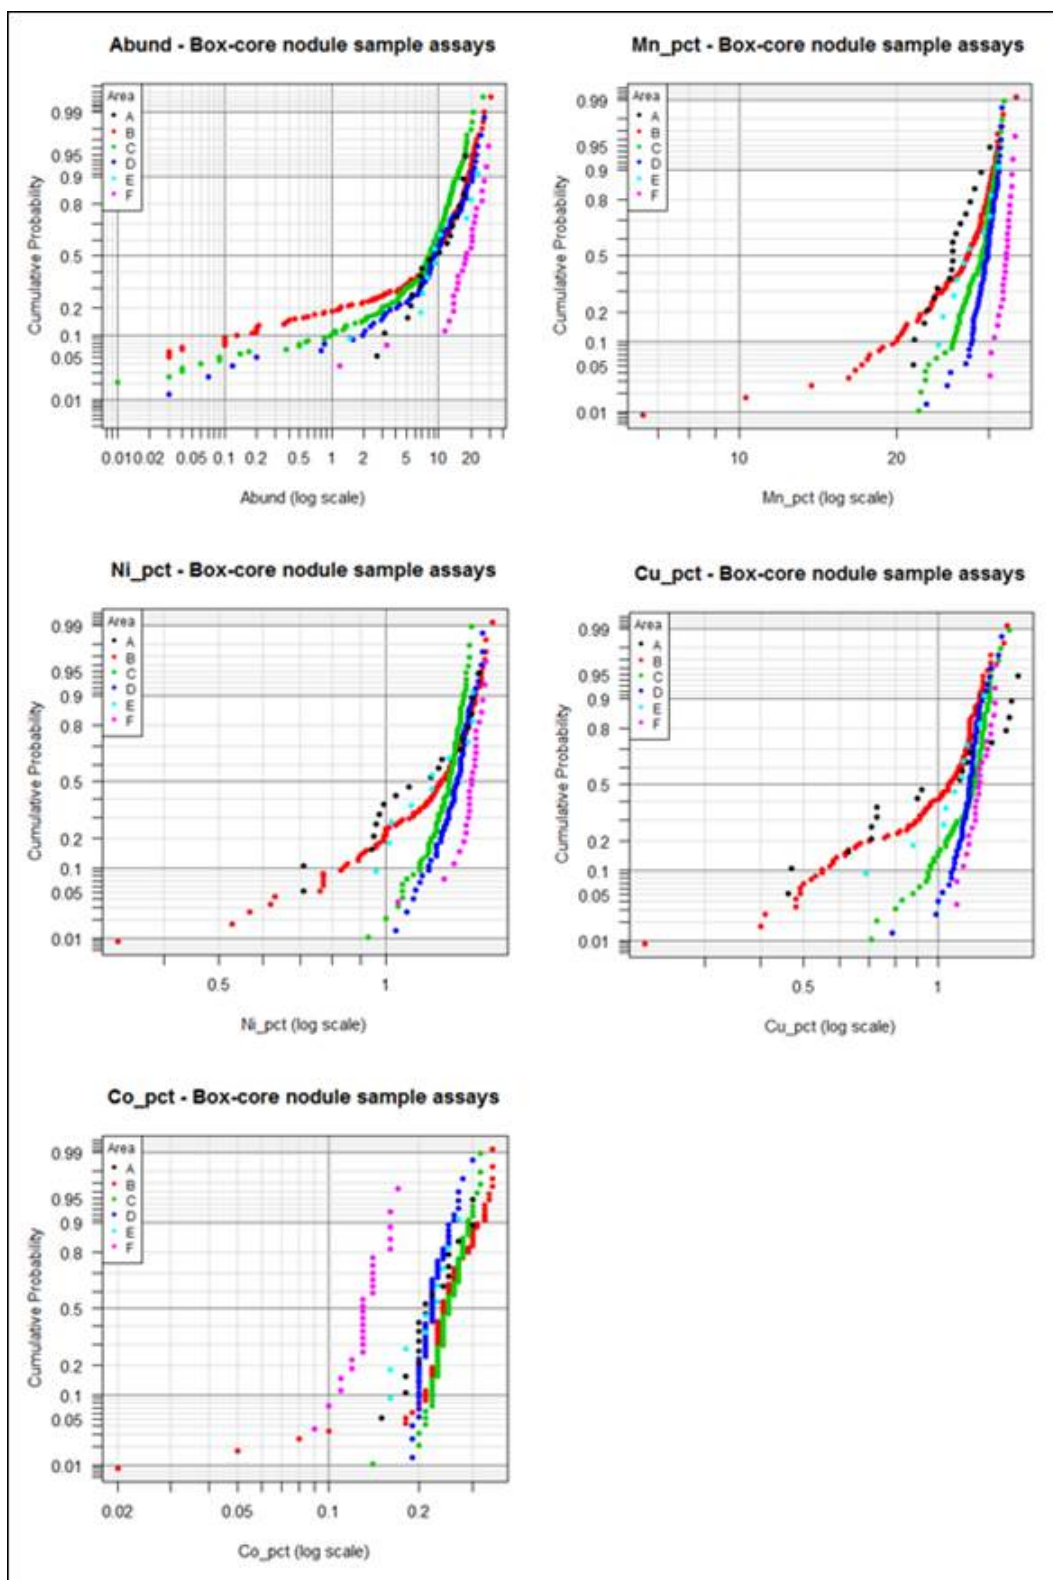 Abund - Box-core nodule sample assays
Cumulative Probability
0.99
0.95
0.9
0.8
0.5
0.2
0.1
0.05
0.01
Area
A
B
C
D
E
F
0.01 0.02 0.05 0.1 0.2 0.5 1 2 5 10 20
Abund (log scale)
Mn_pct - Box-core nodule sample assays
Cumulative Probability
0.99
0.95
0.9
0.8
0.5
0.2
0.1
0.05
0.01
Area
A
B
C
D
E
F
10 20
Mn_pct (log scale)
Ni_pct - Box-core nodule sample assays
Cumulative Probability
0.99
0.95
0.9
0.8
0.5
0.2
0.1
0.05
0.01
Area
A
B
C
D
E
F
0.5 1
Ni_pct (log scale)
Cu_pct - Box-core nodule sample assays
Cumulative Probability
0.99
0.95
0.9
0.8
0.5
0.2
0.1
0.05
0.01
Area
A
B
C
D
E
F
0.5 1
Cu_pct (log scale)
Co_pct - Box-core nodule sample assays
Cumulative Probability
0.99
0.95
0.9
0.8
0.5
0.2
0.1
0.05
0.01
Area
A
B
C
D
E
F
0.02 0.05 0.1 0.2
Co_pct (log scale)